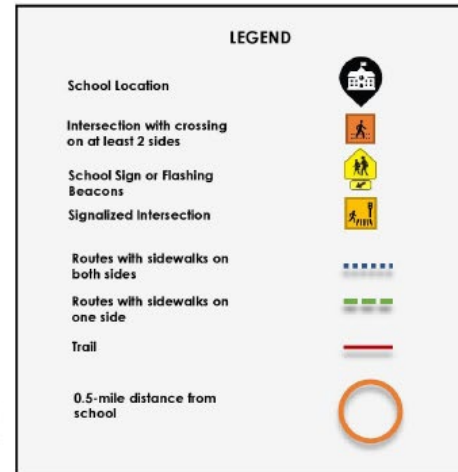 LEGEND
School Location
Intersection with crossing
on at least 2 sides
School Sign or Flashing
Beacons
Signalized Intersection
Routes with sidewalks on
both sides
Routes with sidewalks on
one side
Trail
0.5-mile distance from
school